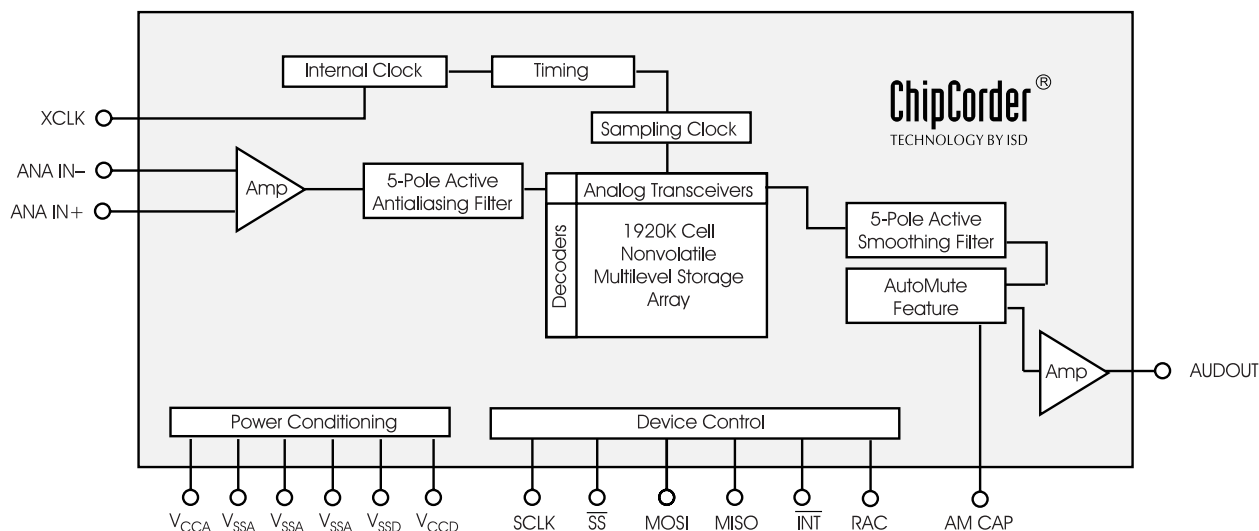 Internal Clock
Timing
ChipCorder®
TECHNOLOGY BY ISD
XCLK
Sampling Clock
ANA IN–
ANA IN+
Amp
5-Pole Active
Antialiasing Filter
Decoders
Analog Transceivers
1920K Cell
Nonvolatile
Multilevel Storage
Array
5-Pole Active
Smoothing Filter
AutoMute
Feature
Amp
AUDOUT
Power Conditioning
Device Control
VCCA VSSA VSSA VSSA VSSD VCCD SCLK S̅S̅ MOSI MISO I̅N̅T̅ RAC AM CAP